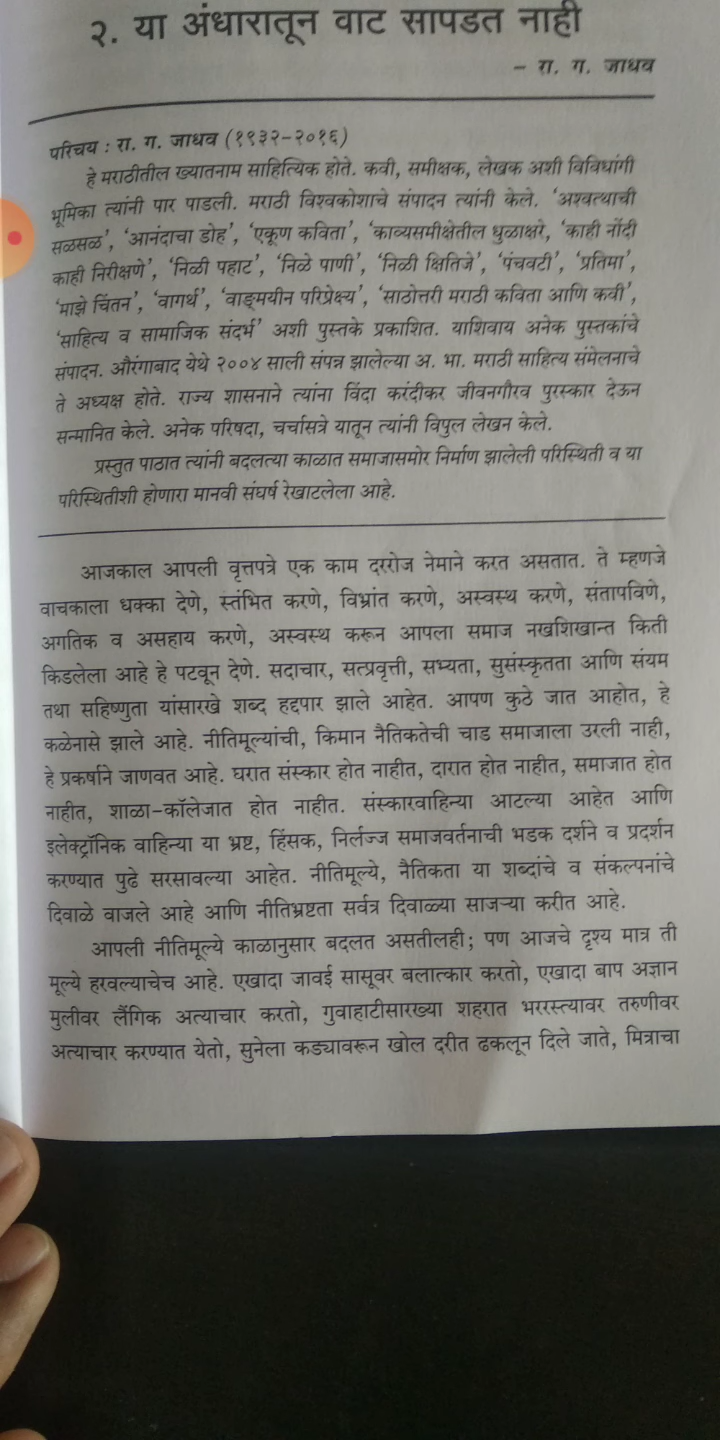 २. या अंधारातून वाट सापडत नाही
– रा. ग. जाधव
परिचय : रा. ग. जाधव (१९३२-२०१६)
हे मराठीतील ख्यातनाम साहित्यिक होते. कवी, समीक्षक, लेखक अशी विविधांगी
भूमिका त्यांनी पार पाडली. मराठी विश्वकोशाचे संपादन त्यांनी केले. ‘अश्वत्थाची
सळसळ’, ‘आनंदाचा डोह’, ‘एकूण कविता’, ‘काव्यसमीक्षेतील धुळाक्षरे, ‘काही नोंदी
काही निरीक्षणे’, ‘निळी पहाट’, ‘निळे पाणी’, ‘निळी क्षितिजे’, ‘पंचवटी’, ‘प्रतिमा’,
‘माझे चिंतन’, ‘वागर्थ’, ‘वाङ्मयीन परिप्रेक्ष्य’, ‘साठोत्तरी मराठी कविता आणि कवी’,
‘साहित्य व सामाजिक संदर्भ’ अशी पुस्तके प्रकाशित. याशिवाय अनेक पुस्तकांचे
संपादन. औरंगाबाद येथे २००४ साली संपन्न झालेल्या अ. भा. मराठी साहित्य संमेलनाचे
ते अध्यक्ष होते. राज्य शासनाने त्यांना विंदा करंदीकर जीवनगौरव पुरस्कार देऊन
सन्मानित केले. अनेक परिषदा, चर्चासत्रे यातून त्यांनी विपुल लेखन केले.
प्रस्तुत पाठात त्यांनी बदलत्या काळात समाजासमोर निर्माण झालेली परिस्थिती व या
परिस्थितीशी होणारा मानवी संघर्ष रेखाटलेला आहे.
आजकाल आपली वृत्तपत्रे एक काम दररोज नेमाने करत असतात. ते म्हणजे
वाचकाला धक्का देणे, स्तंभित करणे, विभ्रांत करणे, अस्वस्थ करणे, संतापविणे,
अगतिक व असहाय करणे, अस्वस्थ करून आपला समाज नखशिखान्त किती
किडलेला आहे हे पटवून देणे. सदाचार, सत्प्रवृत्ती, सभ्यता, सुसंस्कृतता आणि संयम
तथा सहिष्णुता यांसारखे शब्द हद्दपार झाले आहेत. आपण कुठे जात आहोत, हे
कळेनासे झाले आहे. नीतिमूल्यांची, किमान नैतिकतेची चाड समाजाला उरली नाही,
हे प्रकर्षाने जाणवत आहे. घरात संस्कार होत नाहीत, दारात होत नाहीत, समाजात होत
नाहीत, शाळा-कॉलेजात होत नाहीत. संस्कारवाहिन्या आटल्या आहेत आणि
इलेक्ट्रॉनिक वाहिन्या या भ्रष्ट, हिंसक, निर्लज्ज समाजवर्तनाची भडक दर्शने व प्रदर्शन
करण्यात पुढे सरसावल्या आहेत. नीतिमूल्ये, नैतिकता या शब्दांचे व संकल्पनांचे
दिवाळे वाजले आहे आणि नीतिभ्रष्टता सर्वत्र दिवाळ्या साजऱ्या करीत आहे.
आपली नीतिमूल्ये काळानुसार बदलत असतीलही; पण आजचे दृश्य मात्र ती
मूल्ये हरवल्याचेच आहे. एखादा जावई सासूवर बलात्कार करतो, एखादा बाप अज्ञान
मुलीवर लैंगिक अत्याचार करतो, गुवाहाटीसारख्या शहरात भररस्त्यावर तरुणीवर
अत्याचार करण्यात येतो, सुनेला कड्यावरून खोल दरीत ढकलून दिले जाते, मित्राचा